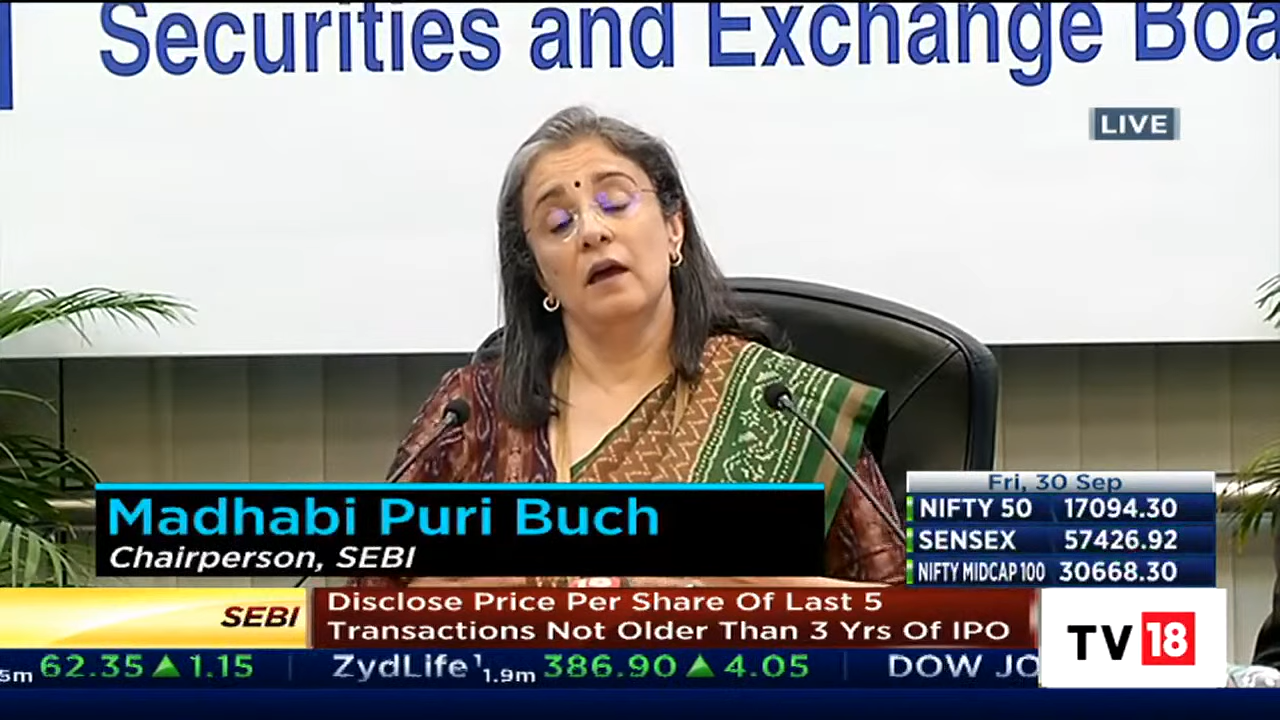 Securities and Exchange Boa
LIVE
Madhabi Puri Buch
Chairperson, SEBI
Fri, 30 Sep
NIFTY 50 17094.30
SENSEX 57426.92
NIFTY MIDCAP 100 30668.30
SEBI
Disclose Price Per Share Of Last 5
Transactions Not Older Than 3 Yrs Of IPO
TV18
5m 62.35 ▲ 1.15 ZydLife 1.9m 386.90 ▲ 4.05 DOW JO